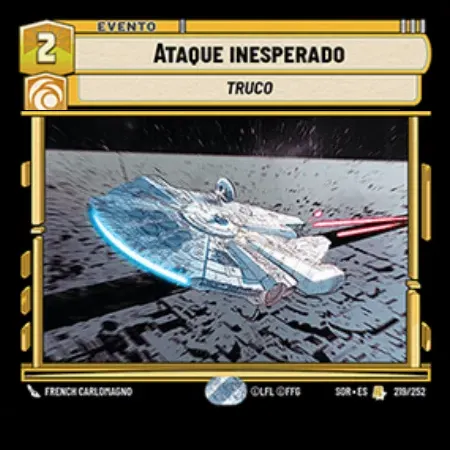 2
EVENTO
ATAQUE INESPERADO
TRUCO
FRENCH CARLOMAGNO
©LFL ©FFG
SOR • ES
219/252